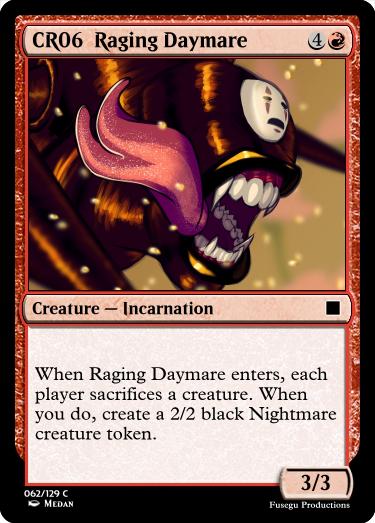 CR06 Raging Daymare 4
Creature — Incarnation
When Raging Daymare enters, each
player sacrifices a creature. When
you do, create a 2/2 black Nightmare
creature token.
3/3
062/129 C
Medan
Fusegu Productions